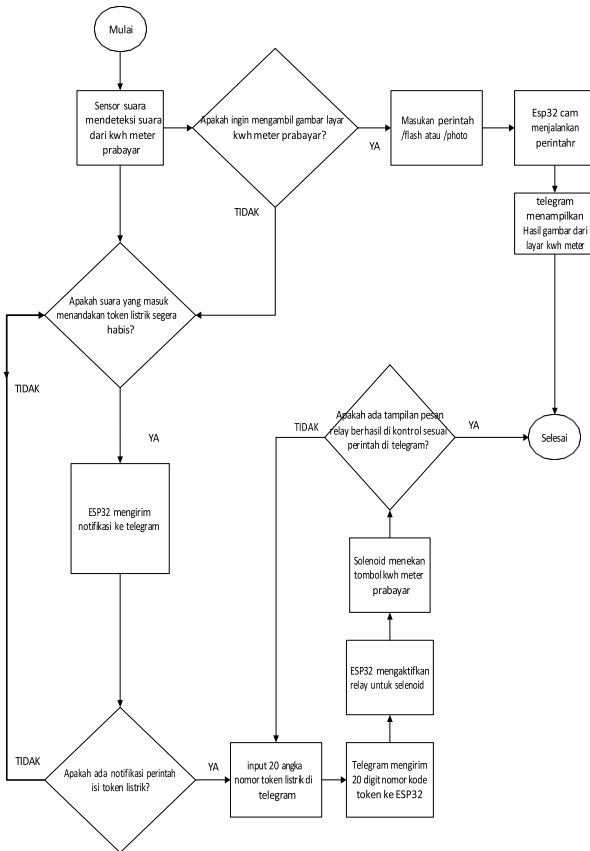 Mulai
Sensor suara
mendeteksi suara
dari kwh meter
prabayar
Apakah ingin mengambil gambar layar
kwh meter prabayar?
YA
Masukan perintah
/flash atau /photo
Esp32 cam
menjalankan
perintahr
telegram
menampilkan
Hasil gambar dari
layar kwh meter
TIDAK
Apakah suara yang masuk
menandakan token listrik segera
habis?
TIDAK
YA
ESP32 mengirim
notifikasi ke telegram
Apakah ada tampilan pesan
relay berhasil di kontrol sesuai
perintah di telegram?
TIDAK
YA
Selesai
Solenoid menekan
tombol kwh meter
prabayar
ESP32 mengaktifkan
relay untuk selenoid
TIDAK
Apakah ada notifikasi perintah
isi token listrik?
YA
input 20 angka
nomor token listrik di
telegram
Telegram mengirim
20 digit nomor kode
token ke ESP32